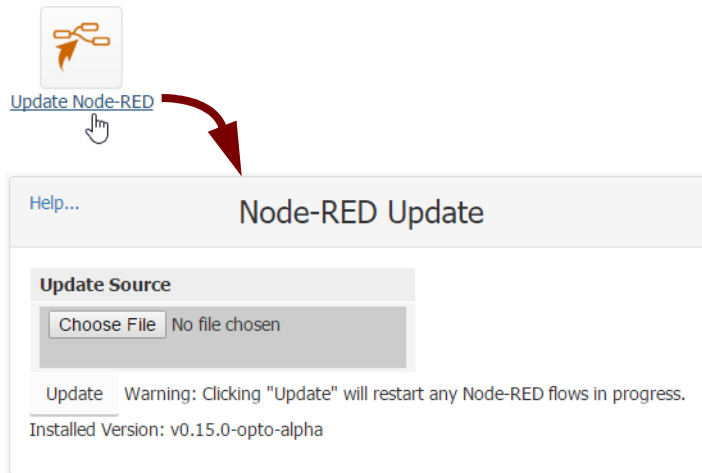 Update Node-RED
Help...
Node-RED Update
Update Source
Choose File No file chosen
Update Warning: Clicking "Update" will restart any Node-RED flows in progress.
Installed Version: v0.15.0-opto-alpha